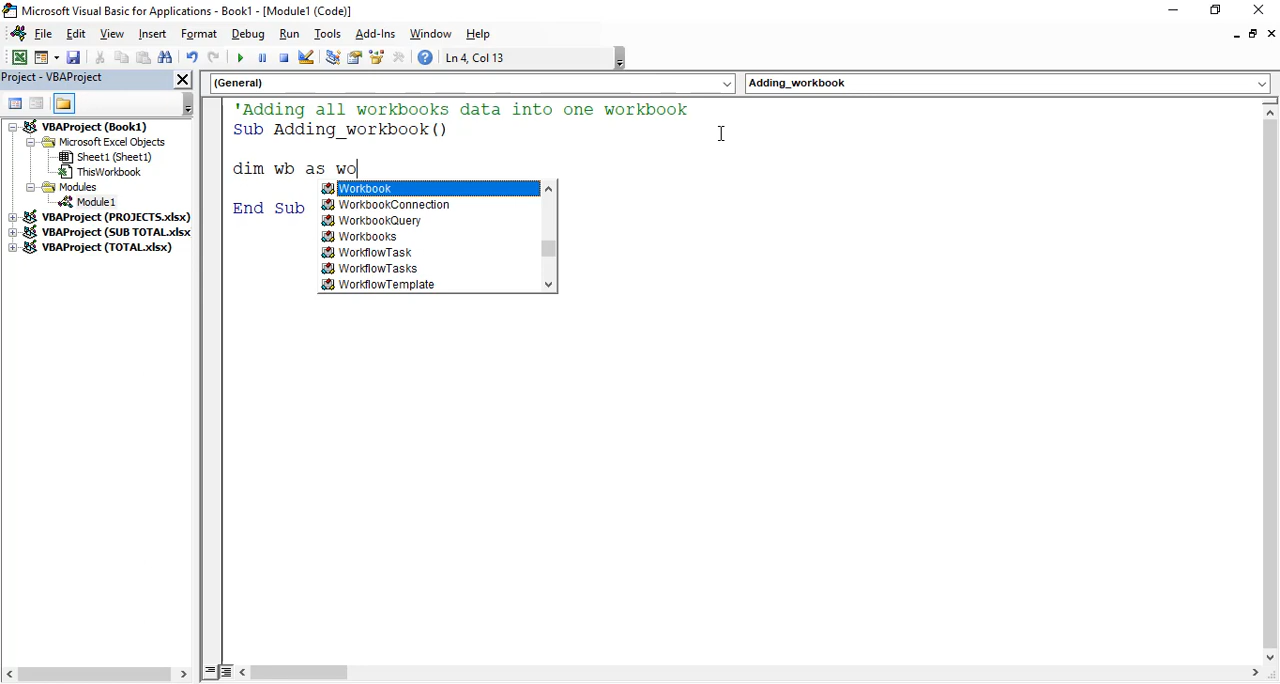 Microsoft Visual Basic for Applications - Book1 - [Module1 (Code)]
File Edit View Insert Format Debug Run Tools Add-Ins Window Help
Ln 4, Col 13
Project - VBAProject
(General)
Adding_workbook
VBAProject (Book1)
Microsoft Excel Objects
Sheet1 (Sheet1)
ThisWorkbook
Modules
Module1
VBAProject (PROJECTS.xlsx)
VBAProject (SUB TOTAL.xlsx
VBAProject (TOTAL.xlsx)
'Adding all workbooks data into one workbook
Sub Adding_workbook()
dim wb as wo
Workbook
WorkbookConnection
WorkbookQuery
Workbooks
WorkflowTask
WorkflowTasks
WorkflowTemplate
End Sub